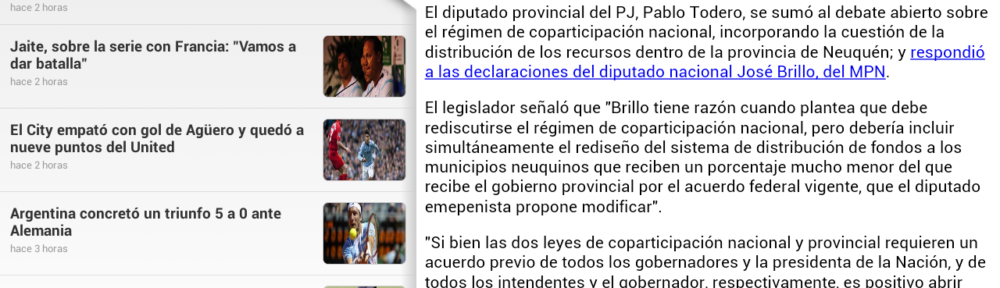 hace 2 horas
Jaite, sobre la serie con Francia: "Vamos a
dar batalla"
hace 2 horas
El City empató con gol de Agüero y quedó a
nueve puntos del United
hace 2 horas
Argentina concretó un triunfo 5 a 0 ante
Alemania
hace 3 horas
El diputado provincial del PJ, Pablo Todero, se sumó al debate abierto sobre
el régimen de coparticipación nacional, incorporando la cuestión de la
distribución de los recursos dentro de la provincia de Neuquén; y respondió
a las declaraciones del diputado nacional José Brillo, del MPN.
El legislador señaló que "Brillo tiene razón cuando plantea que debe
rediscutirse el régimen de coparticipación nacional, pero debería incluir
simultáneamente el rediseño del sistema de distribución de fondos a los
municipios neuquinos que reciben un porcentaje mucho menor del que
recibe el gobierno provincial por el acuerdo federal vigente, que el diputado
emepenista propone modificar".
"Si bien las dos leyes de coparticipación nacional y provincial requieren un
acuerdo previo de todos los gobernadores y la presidenta de la Nación, y de
todos los intendentes y el gobernador, respectivamente, es positivo abrir